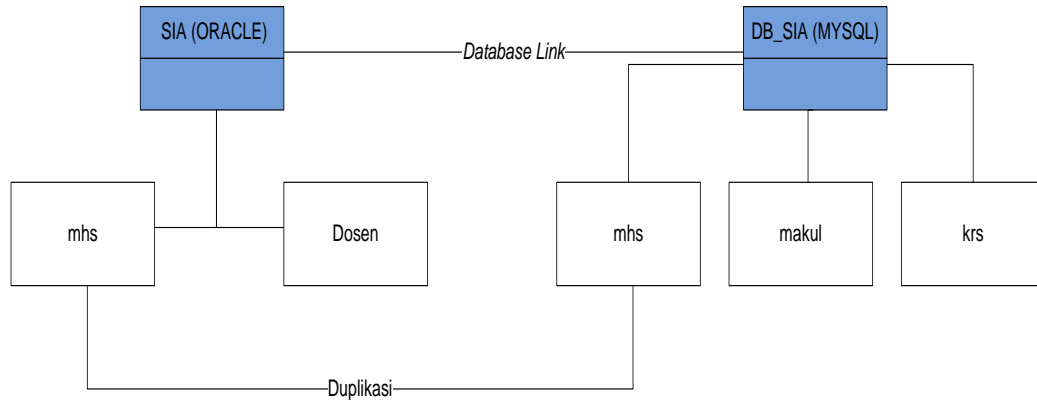 SIA (ORACLE)
DB_SIA (MYSQL)
Database Link
mhs
Dosen
mhs
makul
krs
Duplikasi